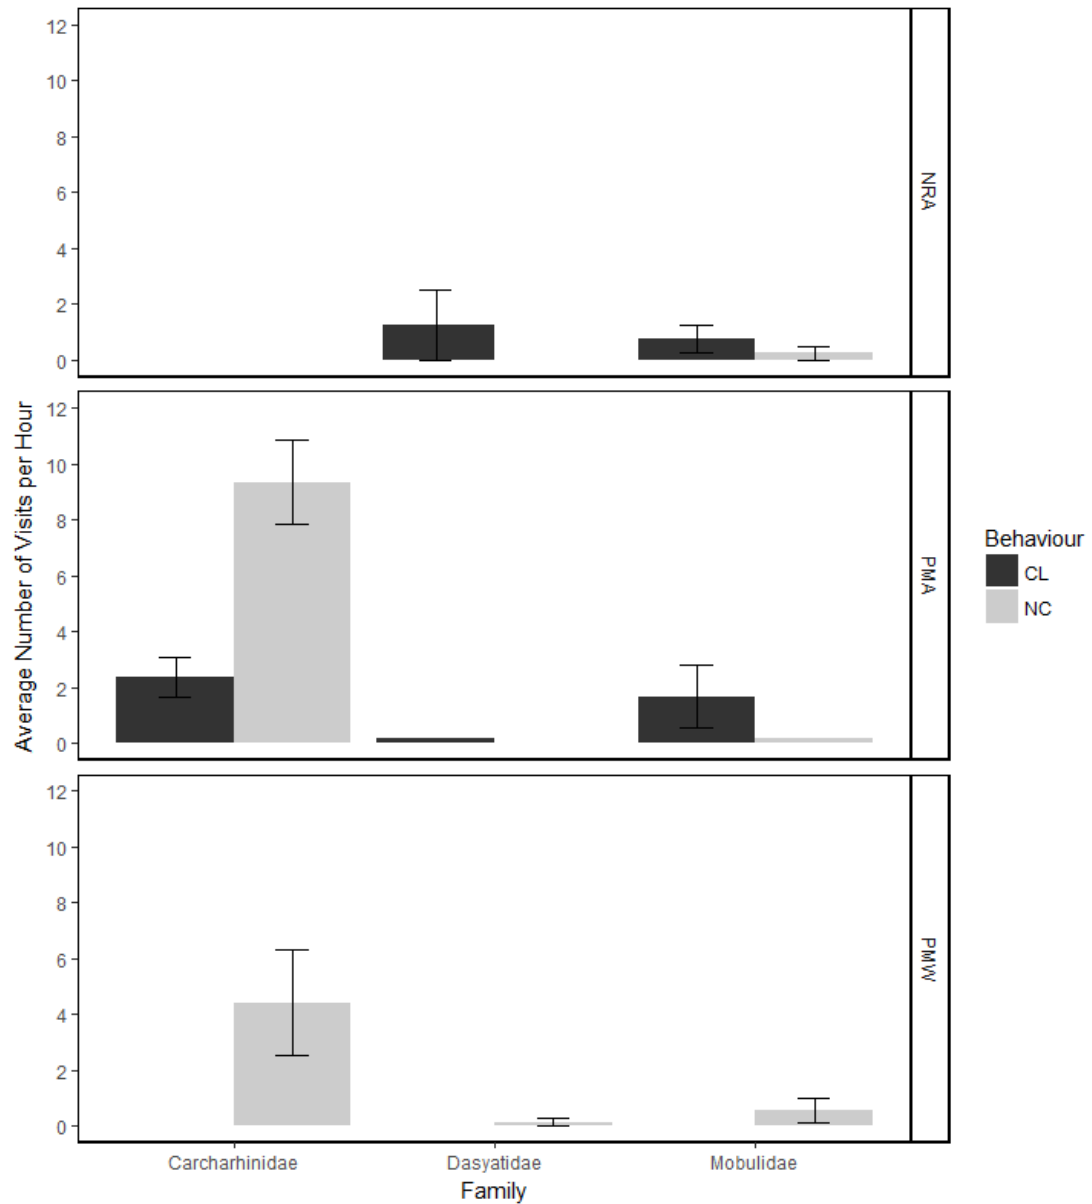 12
10
8
6
4
2
0
NRA
12
10
8
6
4
2
0
PMA
12
10
8
6
4
2
0
PMW
Average Number of Visits per Hour
Carcharhinidae Dasyatidae Mobulidae
Family
Behaviour
CL
NC